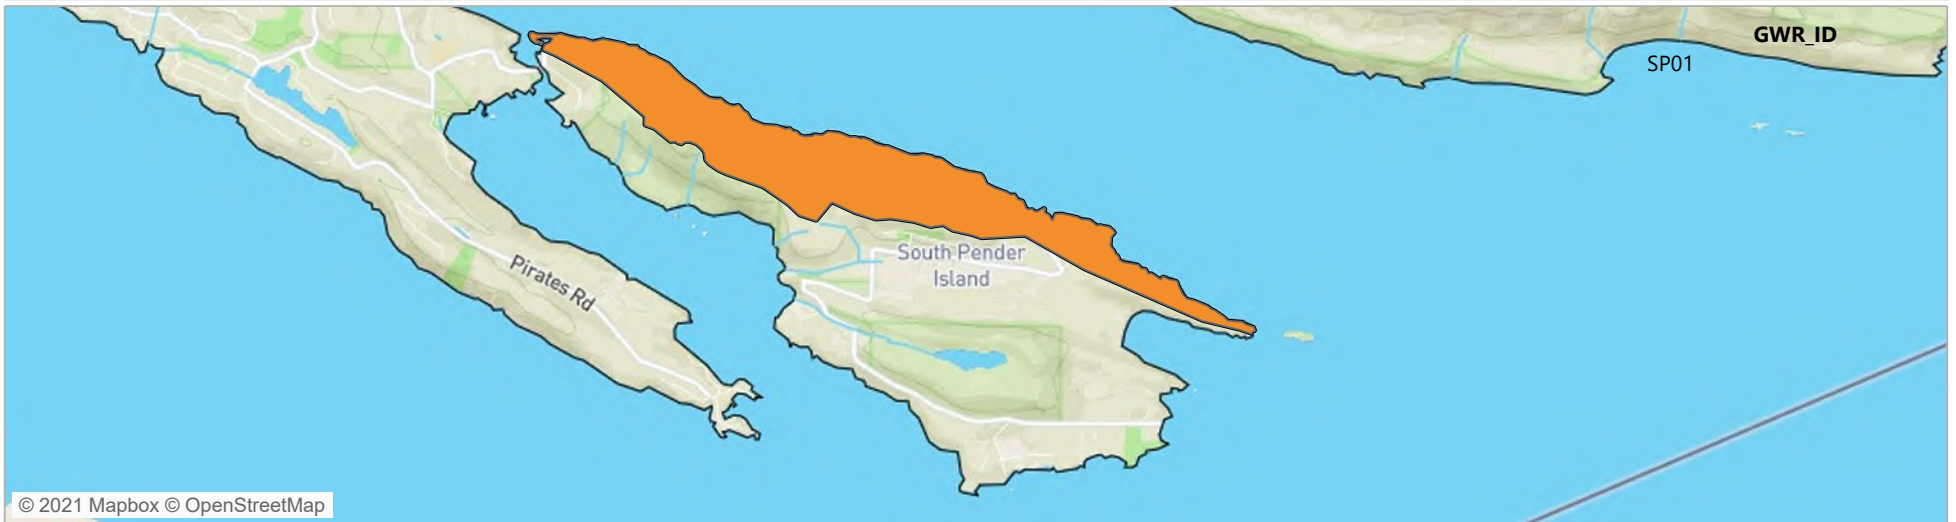 GWR_ID
SP01
South Pender
Island
Pirates Rd
© 2021 Mapbox © OpenStreetMap